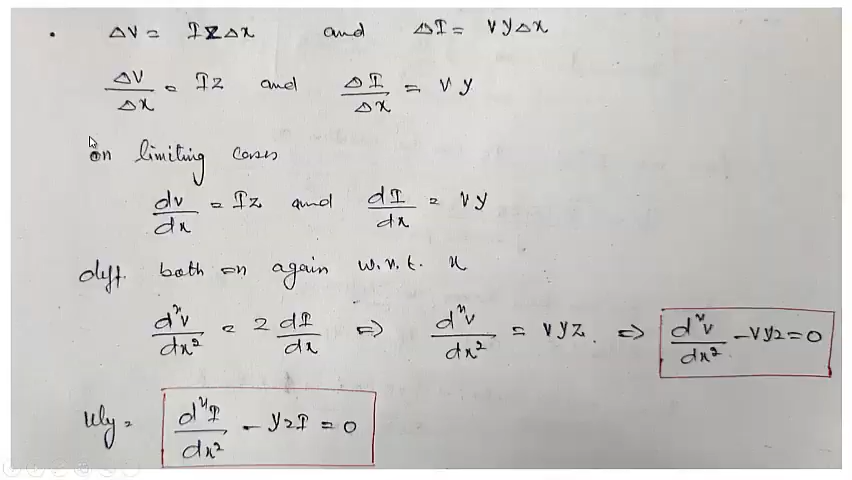 . ΔV = IZΔx and ΔI = VYΔx
ΔV/Δx = IZ and ΔI/Δx = VY
On limiting cases
dv/dx = IZ and dI/dx = VY
diff. both eqn again w.r.t. x
d²v/dx² = Z dI/dx ⇒ d²v/dx² = VYZ. ⇒ d²v/dx² - VYZ = 0
llly = d²I/dx² - YZI = 0